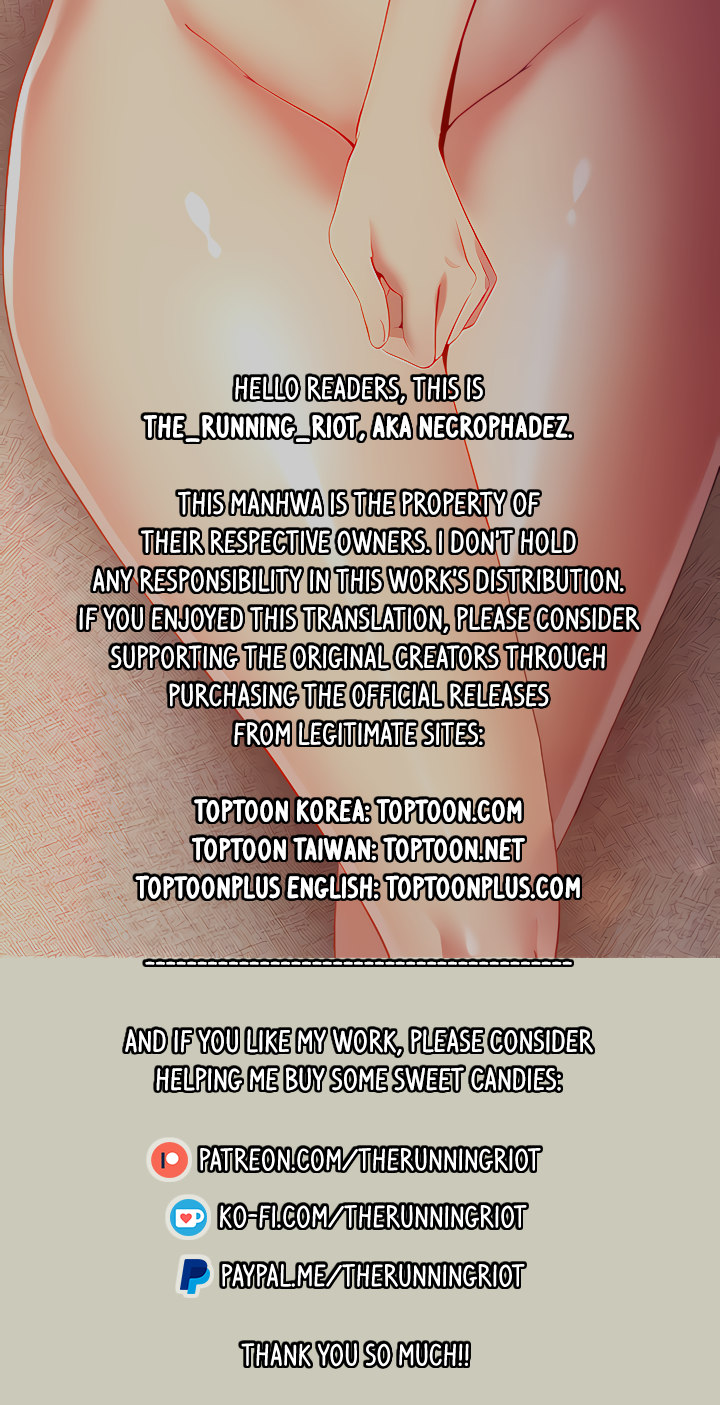 HELLO READERS, THIS IS
THE_RUNNING_RIOT, AKA NECROPHADEZ.
THIS MANHWA IS THE PROPERTY OF
THEIR RESPECTIVE OWNERS. I DON'T HOLD
ANY RESPONSIBILITY IN THIS WORK'S DISTRIBUTION.
IF YOU ENJOYED THIS TRANSLATION, PLEASE CONSIDER
SUPPORTING THE ORIGINAL CREATORS THROUGH
PURCHASING THE OFFICIAL RELEASES
FROM LEGITIMATE SITES:
TOPTOON KOREA: TOPTOON.COM
TOPTOON TAIWAN: TOPTOON.NET
TOPTOONPLUS ENGLISH: TOPTOONPLUS.COM
----------------------------------------
AND IF YOU LIKE MY WORK, PLEASE CONSIDER
HELPING ME BUY SOME SWEET CANDIES:
PATREON.COM/THERUNNINGRIOT
KO-FI.COM/THERUNNINGRIOT
PAYPAL.ME/THERUNNINGRIOT
THANK YOU SO MUCH!!